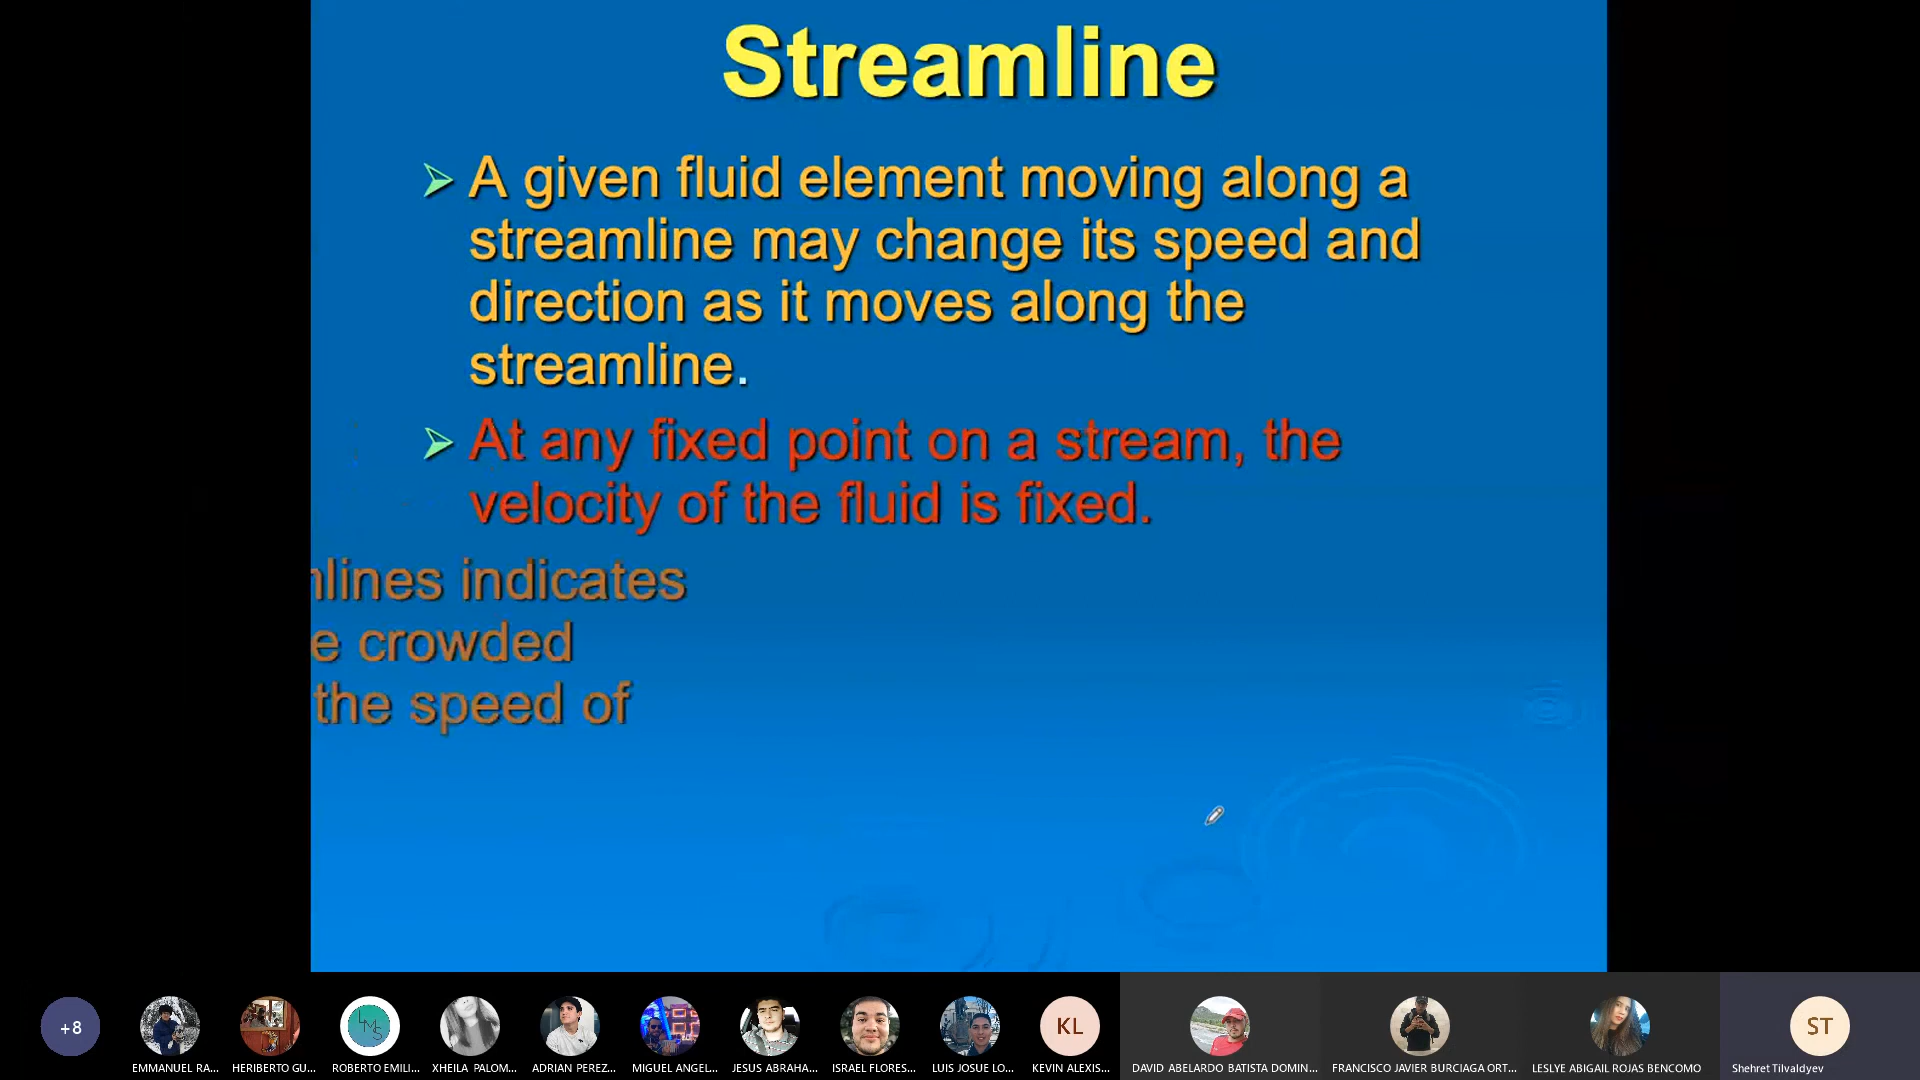 Streamline
A given fluid element moving along a
streamline may change its speed and
direction as it moves along the
streamline.
At any fixed point on a stream, the
velocity of the fluid is fixed.
nlines indicates
e crowded
the speed of
+8
EMMANUEL RA...
HERIBERTO GU...
LMS
ROBERTO EMILI...
XHEILA PALOM...
ADRIAN PEREZ...
MIGUEL ANGEL...
JESUS ABRAHA...
ISRAEL FLORES...
LUIS JOSUE LO...
KL
KEVIN ALEXIS...
DAVID ABELARDO BATISTA DOMIN...
FRANCISCO JAVIER BURCIAGA ORT...
LESLYE ABIGAIL ROJAS BENCOMO
ST
Shehret Tilvaldyev